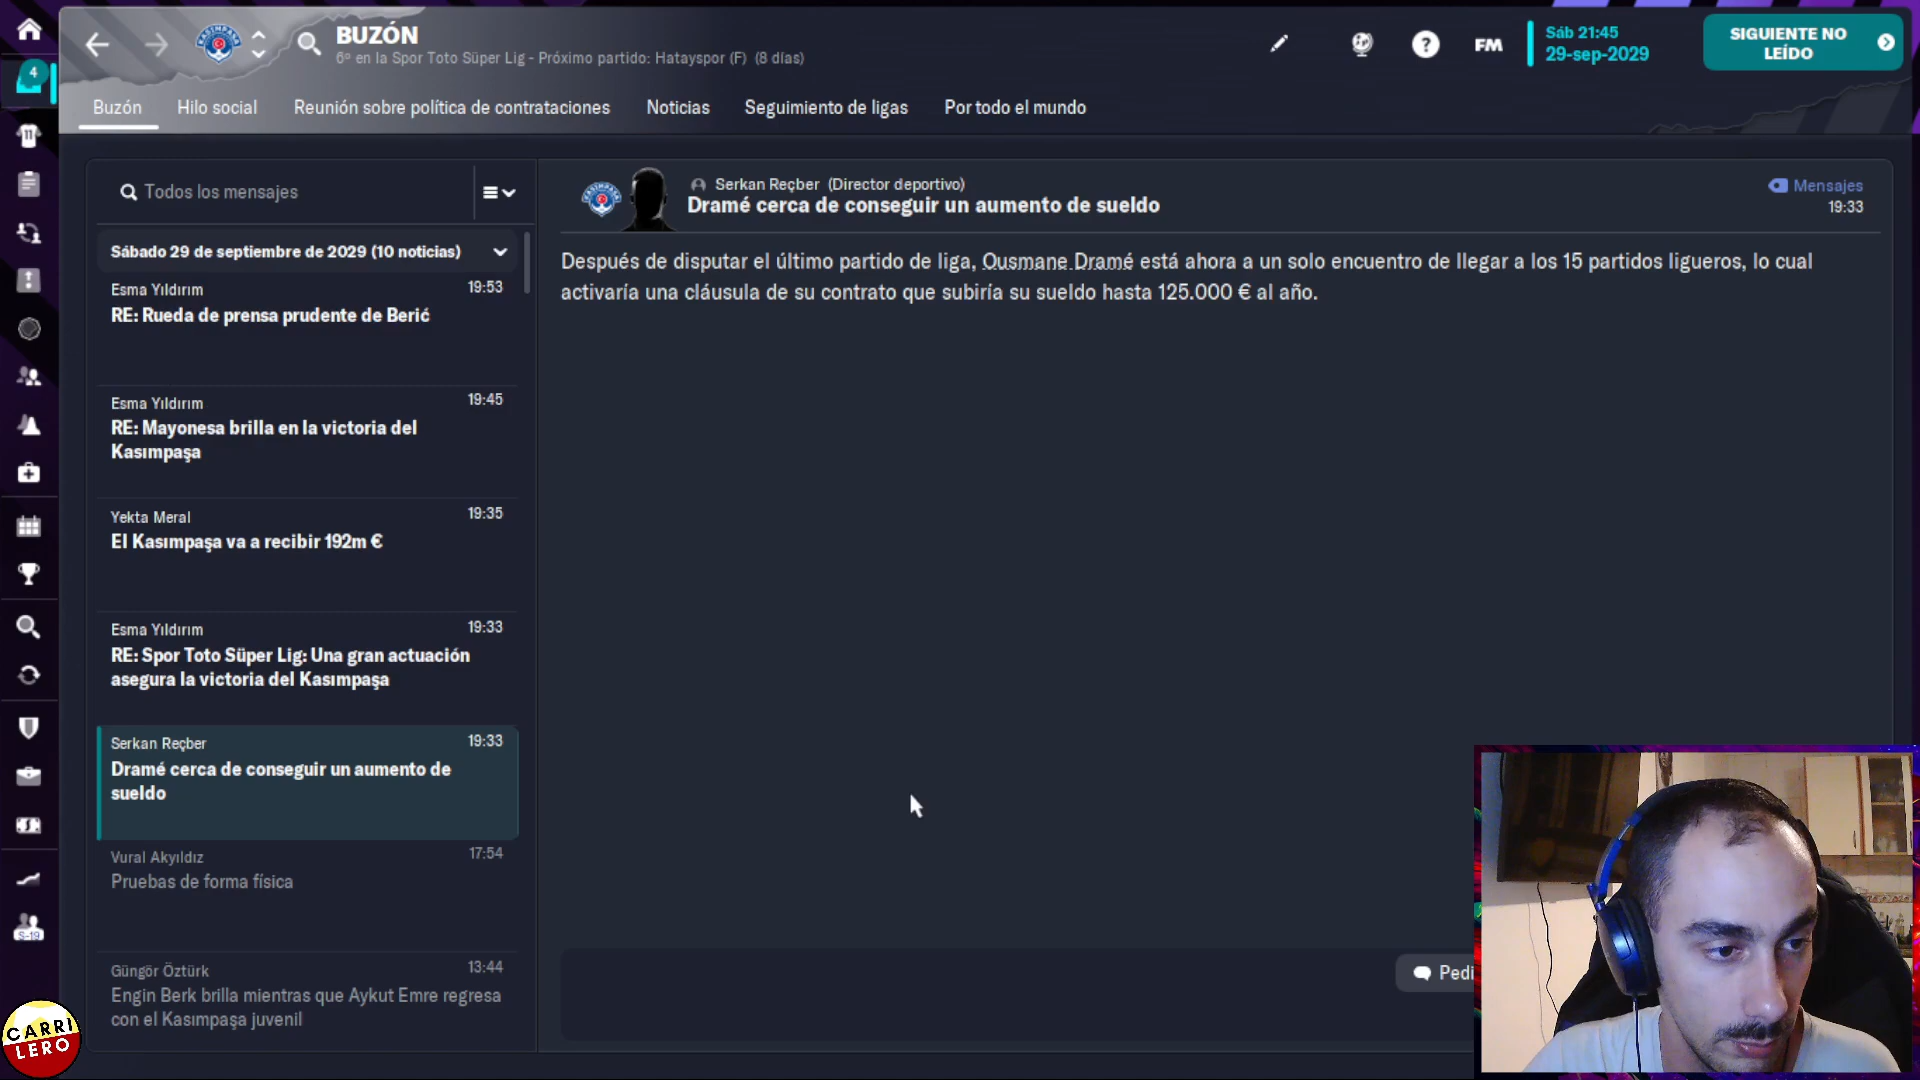 BUZÓN
6º en la Spor Toto Süper Lig - Próximo partido: Hatayspor (F) (8 días)
FM
Sáb 21:45
29-sep-2029
SIGUIENTE NO
LEÍDO
4
Buzón
Hilo social
Reunión sobre política de contrataciones
Noticias
Seguimiento de ligas
Por todo el mundo
Todos los mensajes
Sábado 29 de septiembre de 2029 (10 noticias)
Esma Yıldırım
19:53
RE: Rueda de prensa prudente de Berić
Esma Yıldırım
19:45
RE: Mayonesa brilla en la victoria del
Kasımpaşa
Yekta Meral
19:35
El Kasımpaşa va a recibir 192m €
Esma Yıldırım
19:33
RE: Spor Toto Süper Lig: Una gran actuación
asegura la victoria del Kasımpaşa
Serkan Reçber
19:33
Dramé cerca de conseguir un aumento de
sueldo
Vural Akyıldız
17:54
Pruebas de forma física
Güngör Öztürk
13:44
Engin Berk brilla mientras que Aykut Emre regresa
con el Kasımpaşa juvenil
Serkan Reçber (Director deportivo)
Dramé cerca de conseguir un aumento de sueldo
Mensajes
19:33
Después de disputar el último partido de liga, Ousmane Dramé está ahora a un solo encuentro de llegar a los 15 partidos ligueros, lo cual
activaría una cláusula de su contrato que subiría su sueldo hasta 125.000 € al año.
Pedi
11
S-19
CARRI
LERO
KASIMPAŞA